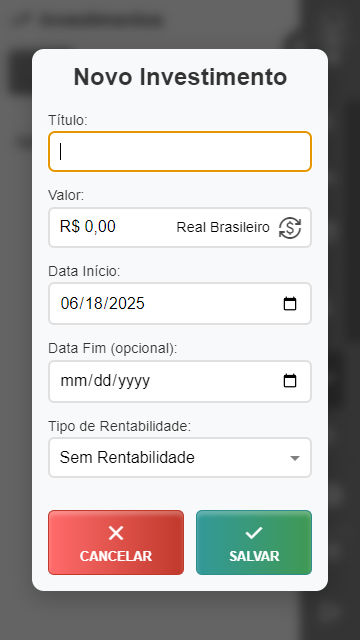 Investimentos
Novo Investimento
Título:
Valor:
R$ 0,00 Real Brasileiro
Data Início:
06/18/2025
Data Fim (opcional):
mm/dd/yyyy
Tipo de Rentabilidade:
Sem Rentabilidade
CANCELAR SALVAR